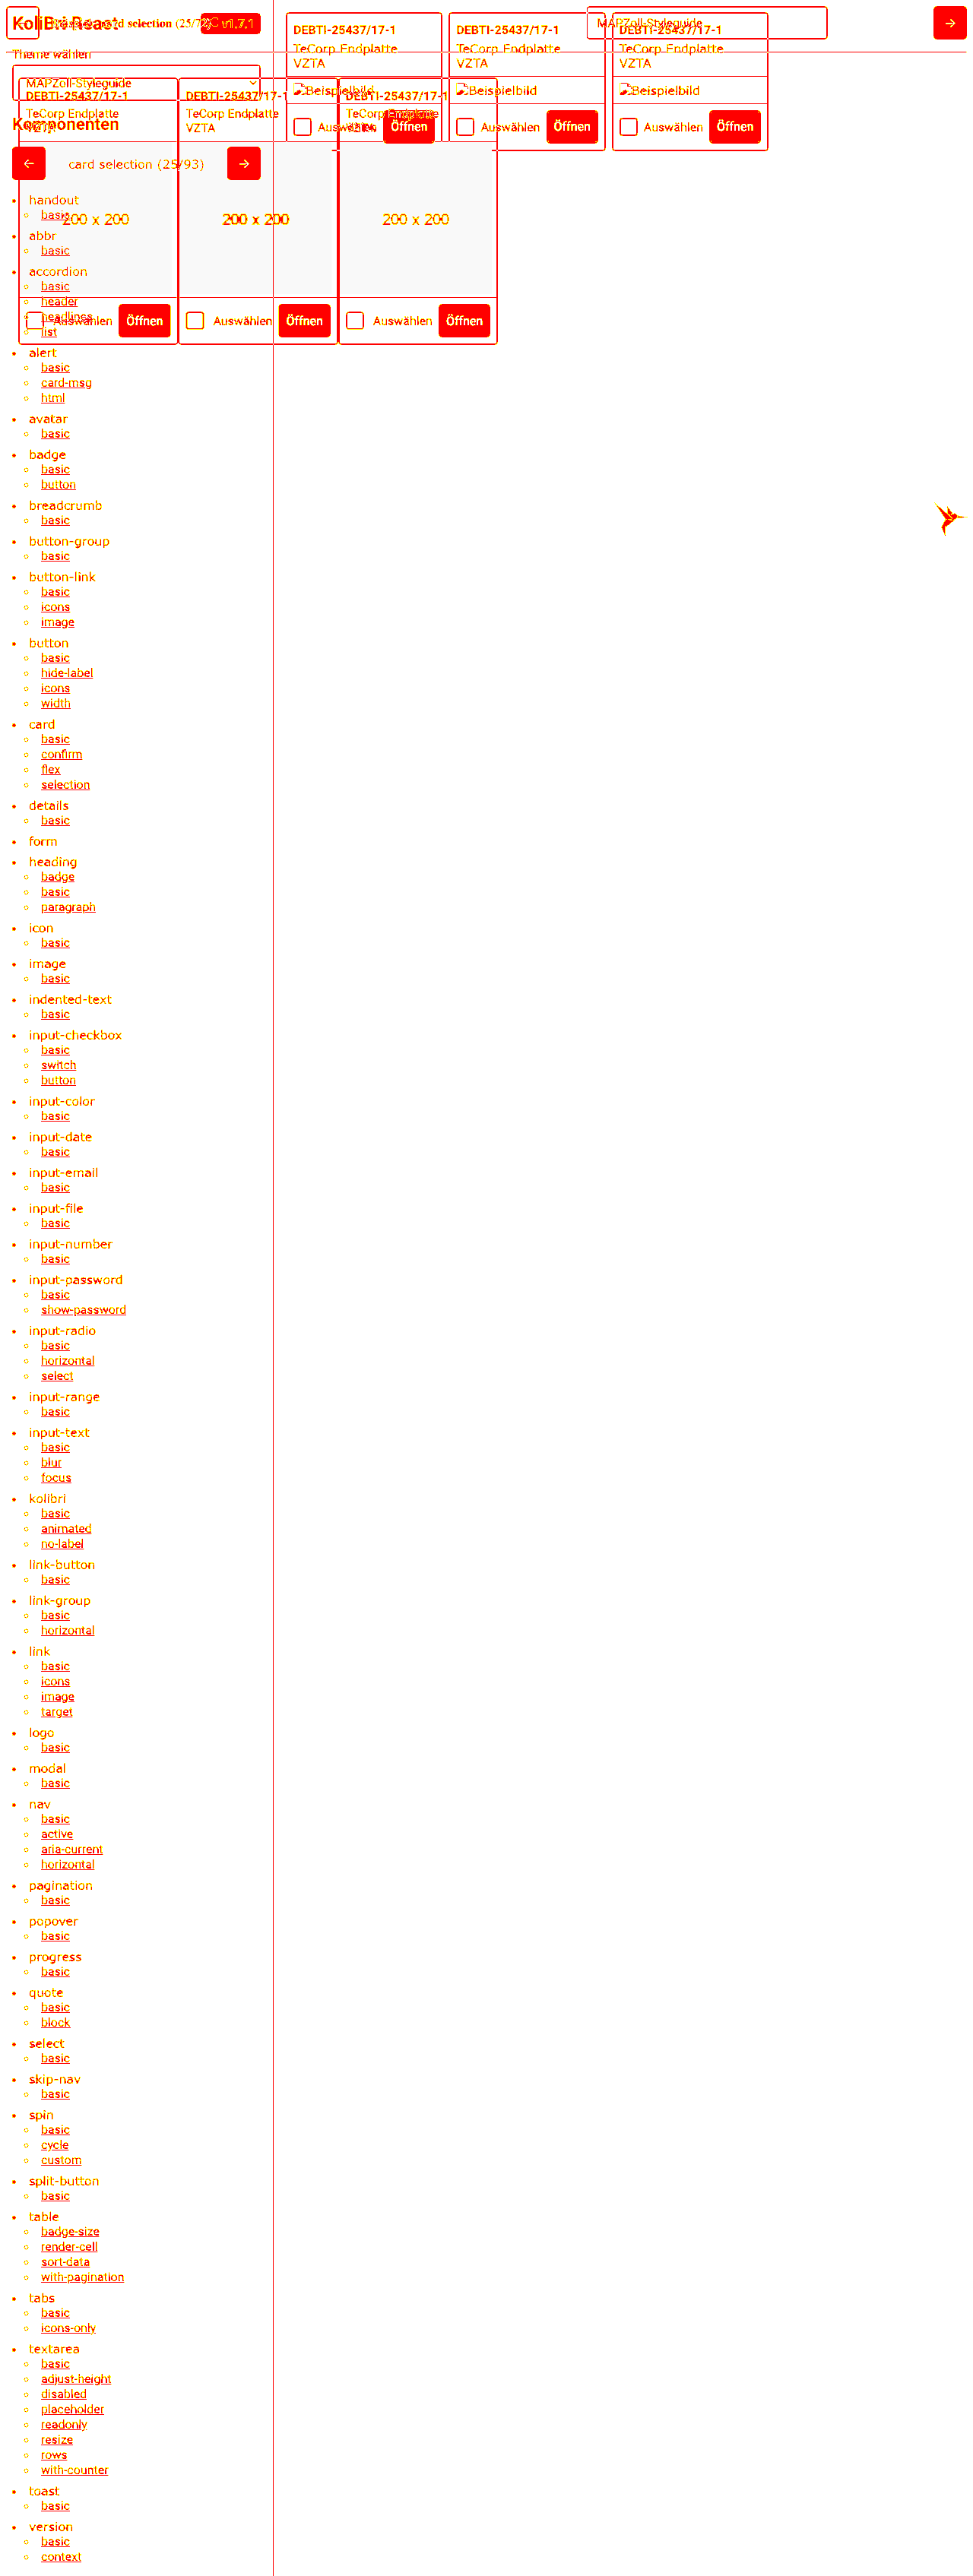 KoliBri React v1.7.1
card selection (25/72)
MAPZoll-Styleguide
→
Theme wählen
MAPZoll-Styleguide
DEBTI-25437/17-1
TeCorp Endplatte
VZTA
Beispielbild
Auswählen
Öffnen
DEBTI-25437/17-1
TeCorp Endplatte
VZTA
Beispielbild
Auswählen
Öffnen
DEBTI-25437/17-1
TeCorp Endplatte
VZTA
Beispielbild
Auswählen
Öffnen
Komponenten
← card selection (25/93) →
DEBTI-25437/17-1
TeCorp Endplatte
VZTA
200 x 200
Auswählen
Öffnen
DEBTI-25437/17-1
TeCorp Endplatte
VZTA
200 x 200
Auswählen
Öffnen
DEBTI-25437/17-1
TeCorp Endplatte
VZTA
200 x 200
Auswählen
Öffnen
handout
basic
abbr
basic
accordion
basic
header
headlines
list
alert
basic
card-msg
html
avatar
basic
badge
basic
button
breadcrumb
basic
button-group
basic
button-link
basic
icons
image
button
basic
hide-label
icons
width
card
basic
confirm
flex
selection
details
basic
form
heading
badge
basic
paragraph
icon
basic
image
basic
indented-text
basic
input-checkbox
basic
switch
button
input-color
basic
input-date
basic
input-email
basic
input-file
basic
input-number
basic
input-password
basic
show-password
input-radio
basic
horizontal
select
input-range
basic
input-text
basic
blur
focus
kolibri
basic
animated
no-label
link-button
basic
link-group
basic
horizontal
link
basic
icons
image
target
logo
basic
modal
basic
nav
basic
active
aria-current
horizontal
pagination
basic
popover
basic
progress
basic
quote
basic
block
select
basic
skip-nav
basic
spin
basic
cycle
custom
split-button
basic
table
badge-size
render-cell
sort-data
with-pagination
tabs
basic
icons-only
textarea
basic
adjust-height
disabled
placeholder
readonly
resize
rows
with-counter
toast
basic
version
basic
context